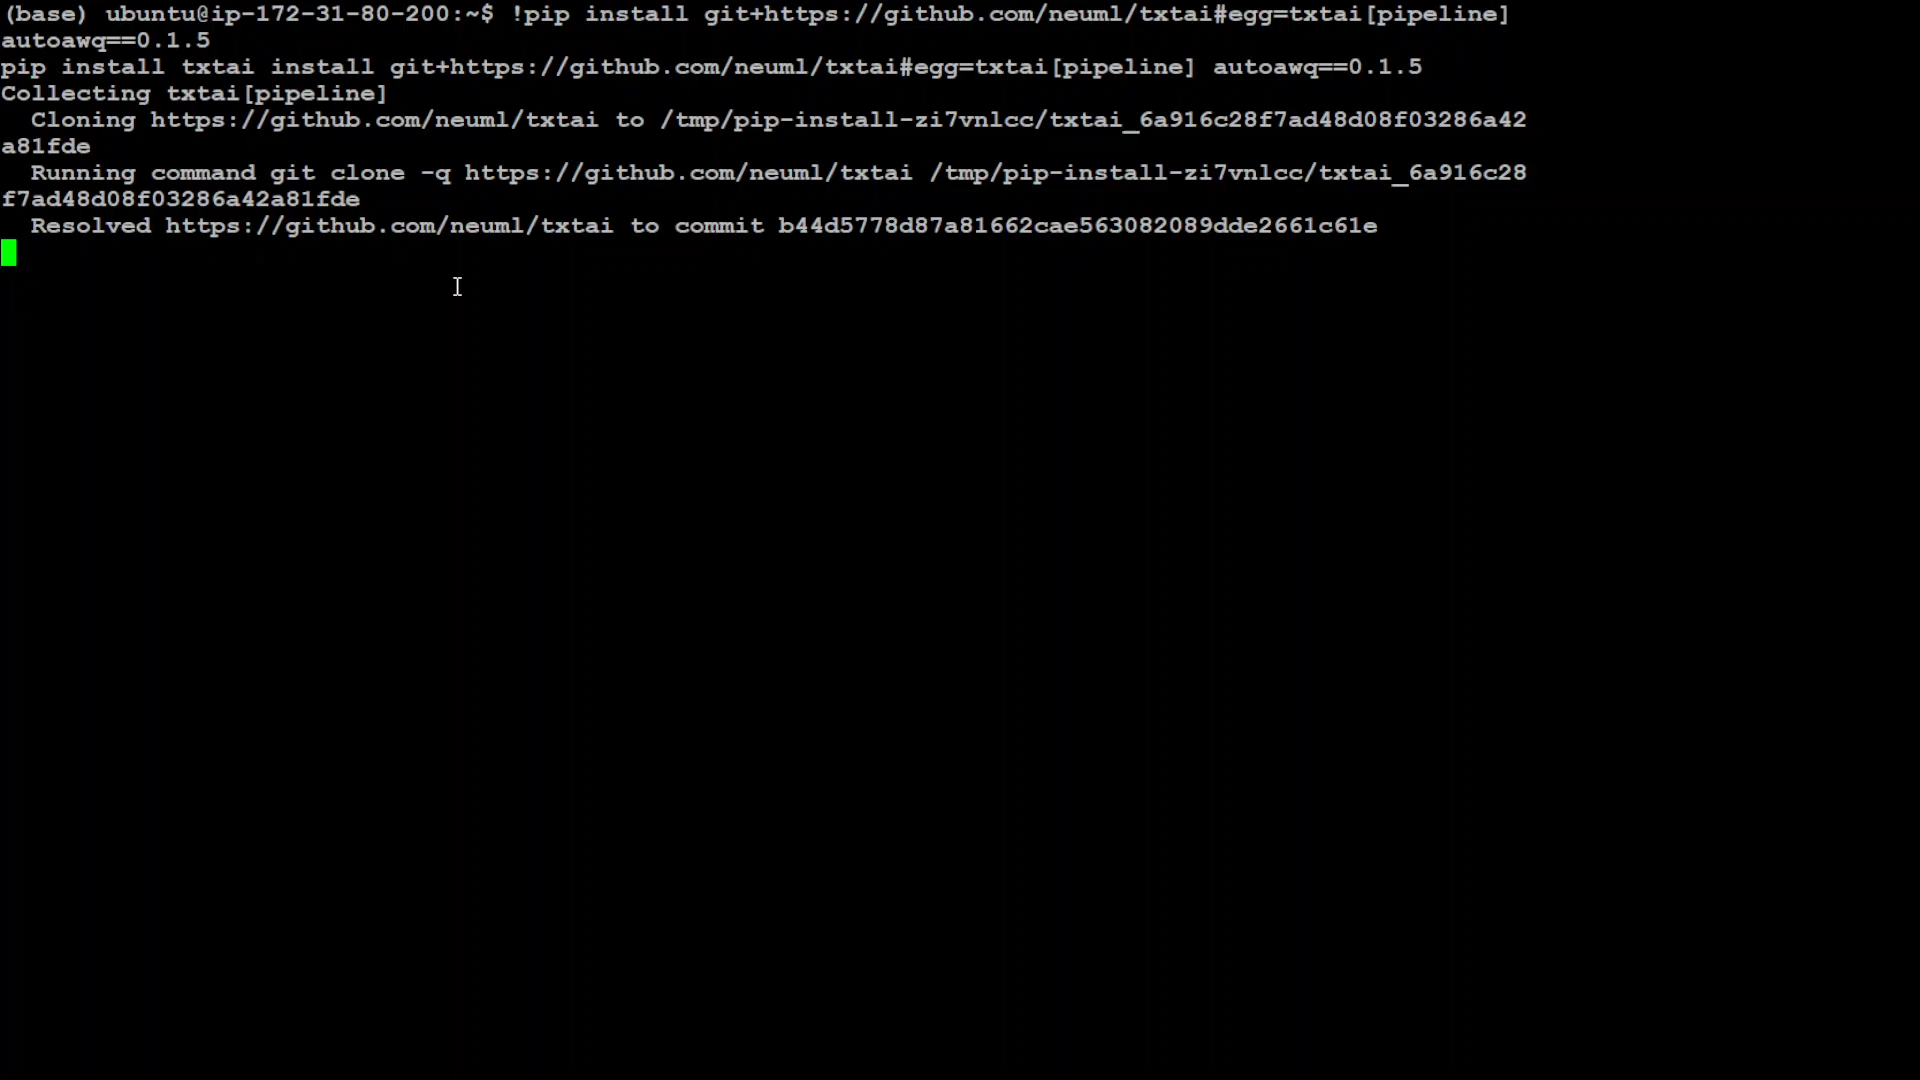 (base) ubuntu@ip-172-31-80-200:~$ !pip install git+https://github.com/neuml/txtai#egg=txtai[pipeline]
autoawq==0.1.5
pip install txtai install git+https://github.com/neuml/txtai#egg=txtai[pipeline] autoawq==0.1.5
Collecting txtai[pipeline]
  Cloning https://github.com/neuml/txtai to /tmp/pip-install-zi7vnlcc/txtai_6a916c28f7ad48d08f03286a42
a81fde
  Running command git clone -q https://github.com/neuml/txtai /tmp/pip-install-zi7vnlcc/txtai_6a916c28
f7ad48d08f03286a42a81fde
  Resolved https://github.com/neuml/txtai to commit b44d5778d87a81662cae563082089dde2661c61e